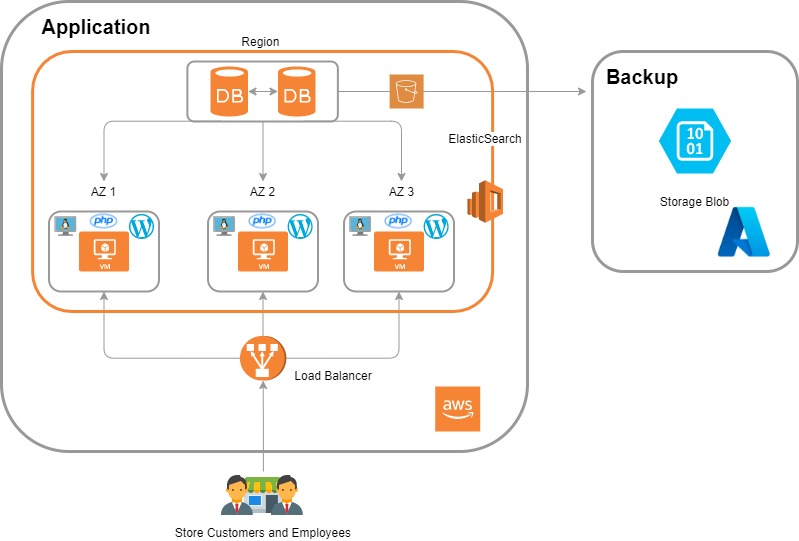 Application
Region
Backup
DB
DB
ElasticSearch
10
01
AZ 1
AZ 2
AZ 3
Storage Blob
php
php
php
VM
VM
VM
Load Balancer
aws
Store Customers and Employees